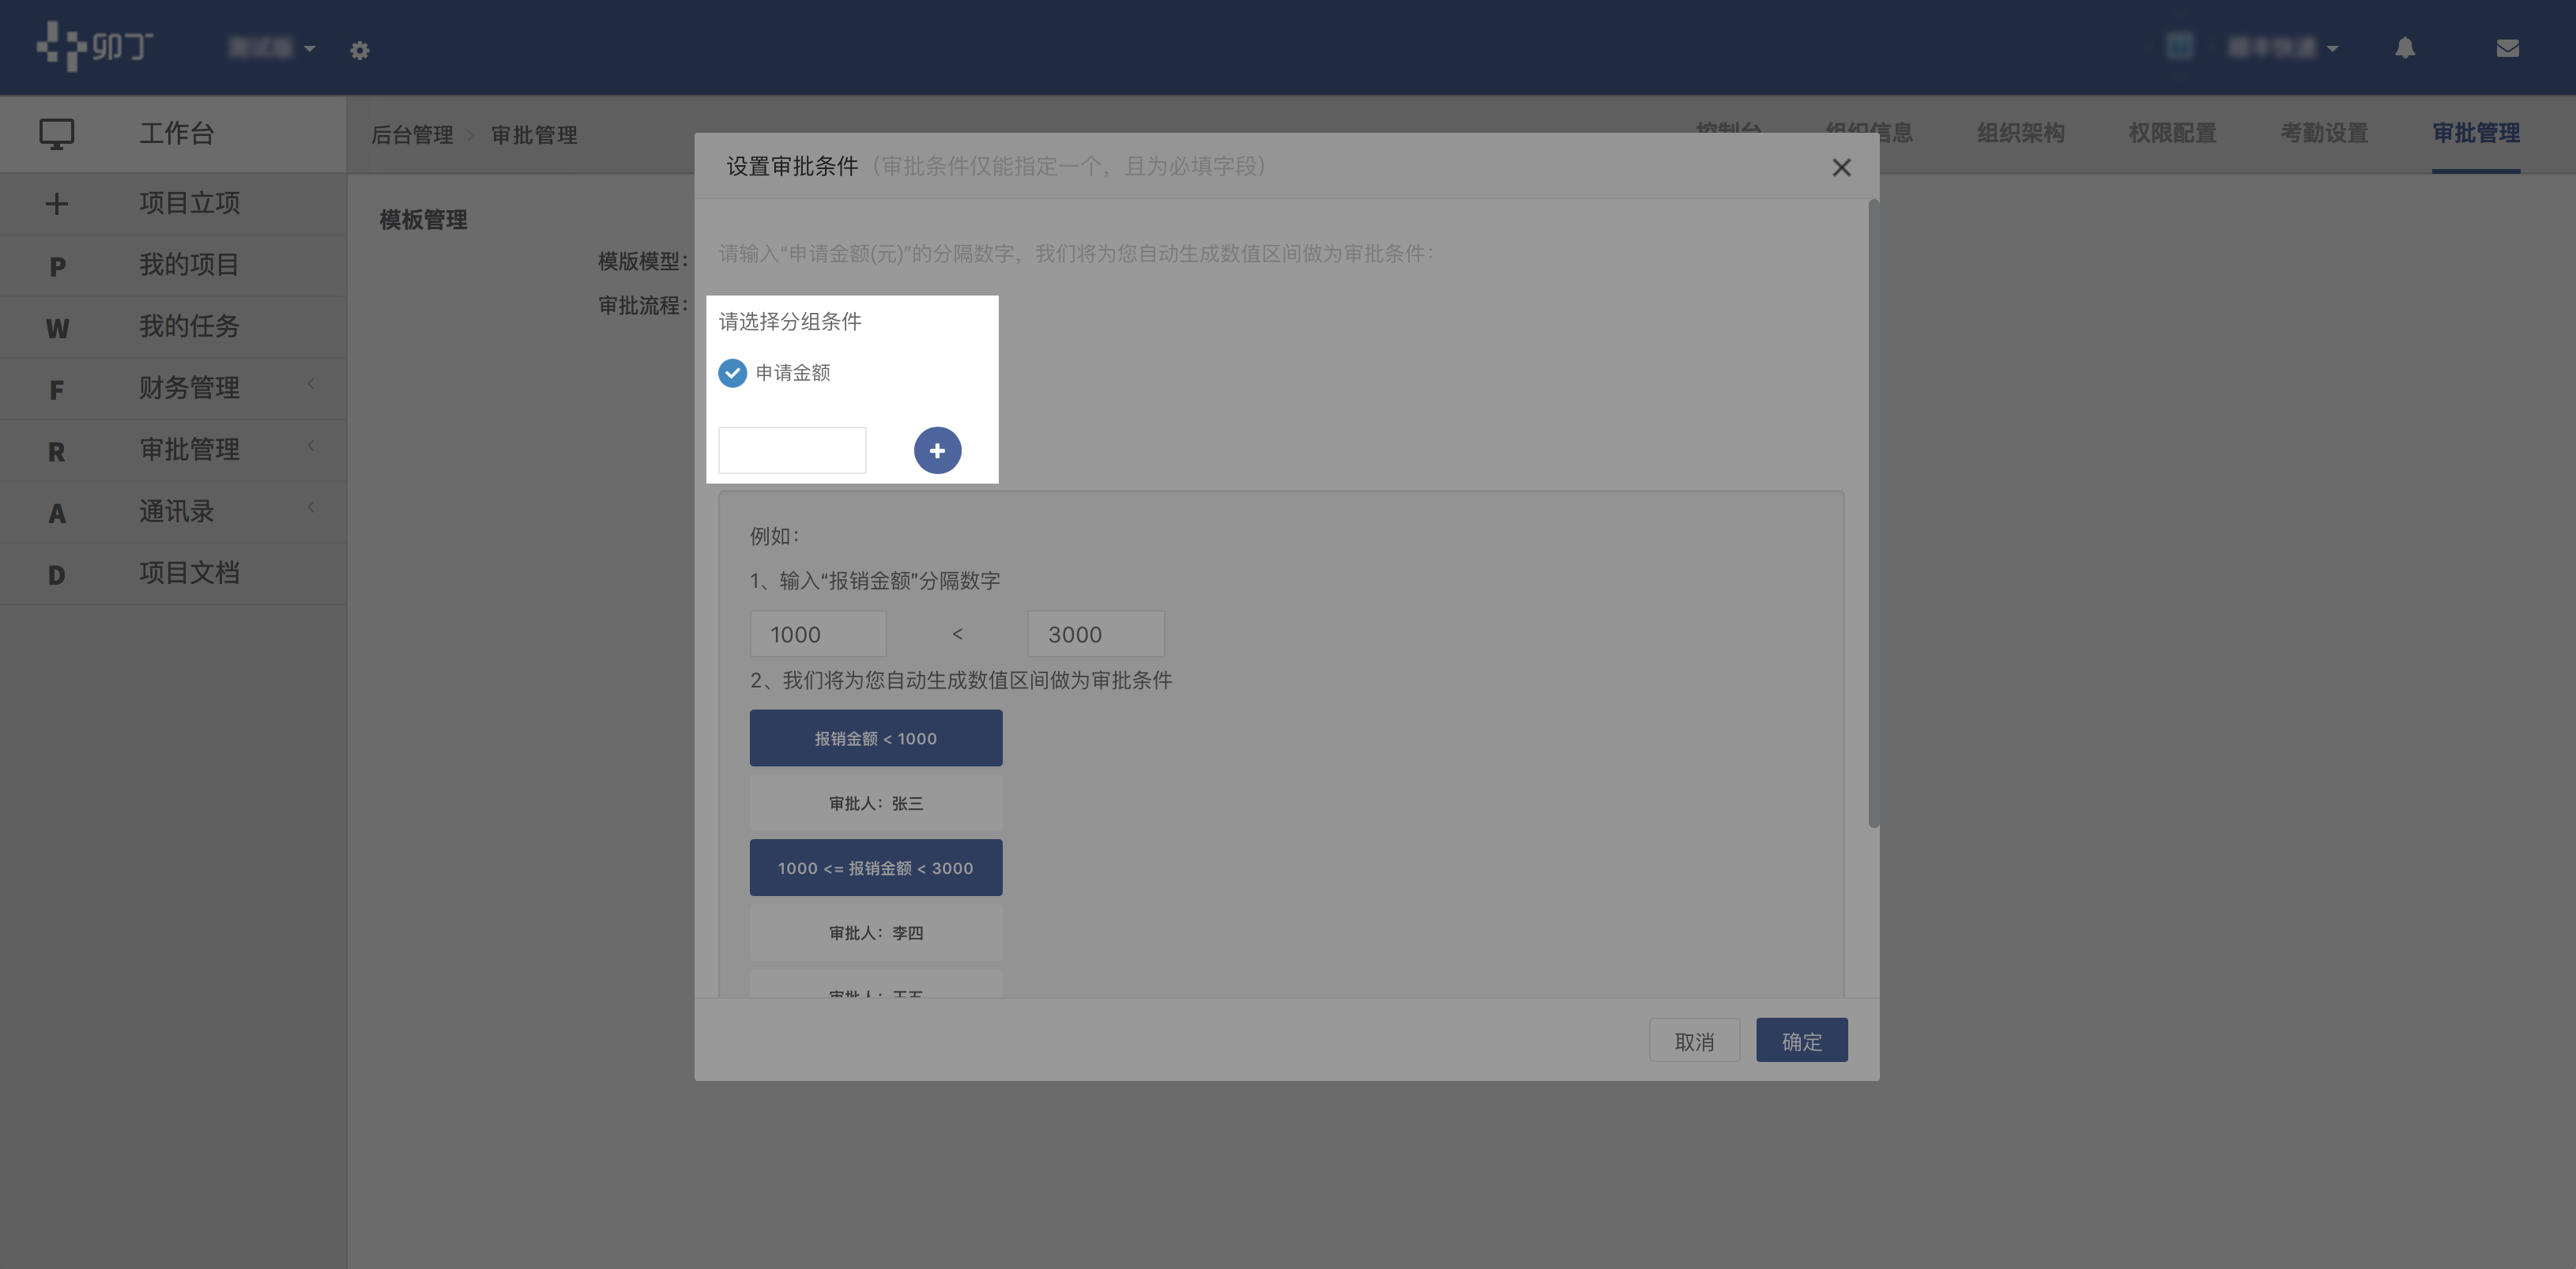 卯丁
工作台
项目立项
P 我的项目
W 我的任务
F 财务管理
R 审批管理
A 通讯录
D 项目文档
后台管理 > 审批管理
控制台 组织信息 组织架构 权限配置 考勤设置 审批管理
模板管理
模版模型：
审批流程：
设置审批条件（审批条件仅能指定一个，且为必填字段）
请输入“申请金额(元)”的分隔数字，我们将为您自动生成数值区间做为审批条件：
请选择分组条件
申请金额
例如：
1、输入“报销金额”分隔数字
1000 < 3000
2、我们将为您自动生成数值区间做为审批条件
报销金额 < 1000
审批人：张三
1000 <= 报销金额 < 3000
审批人：李四
审批人：王五
取消 确定